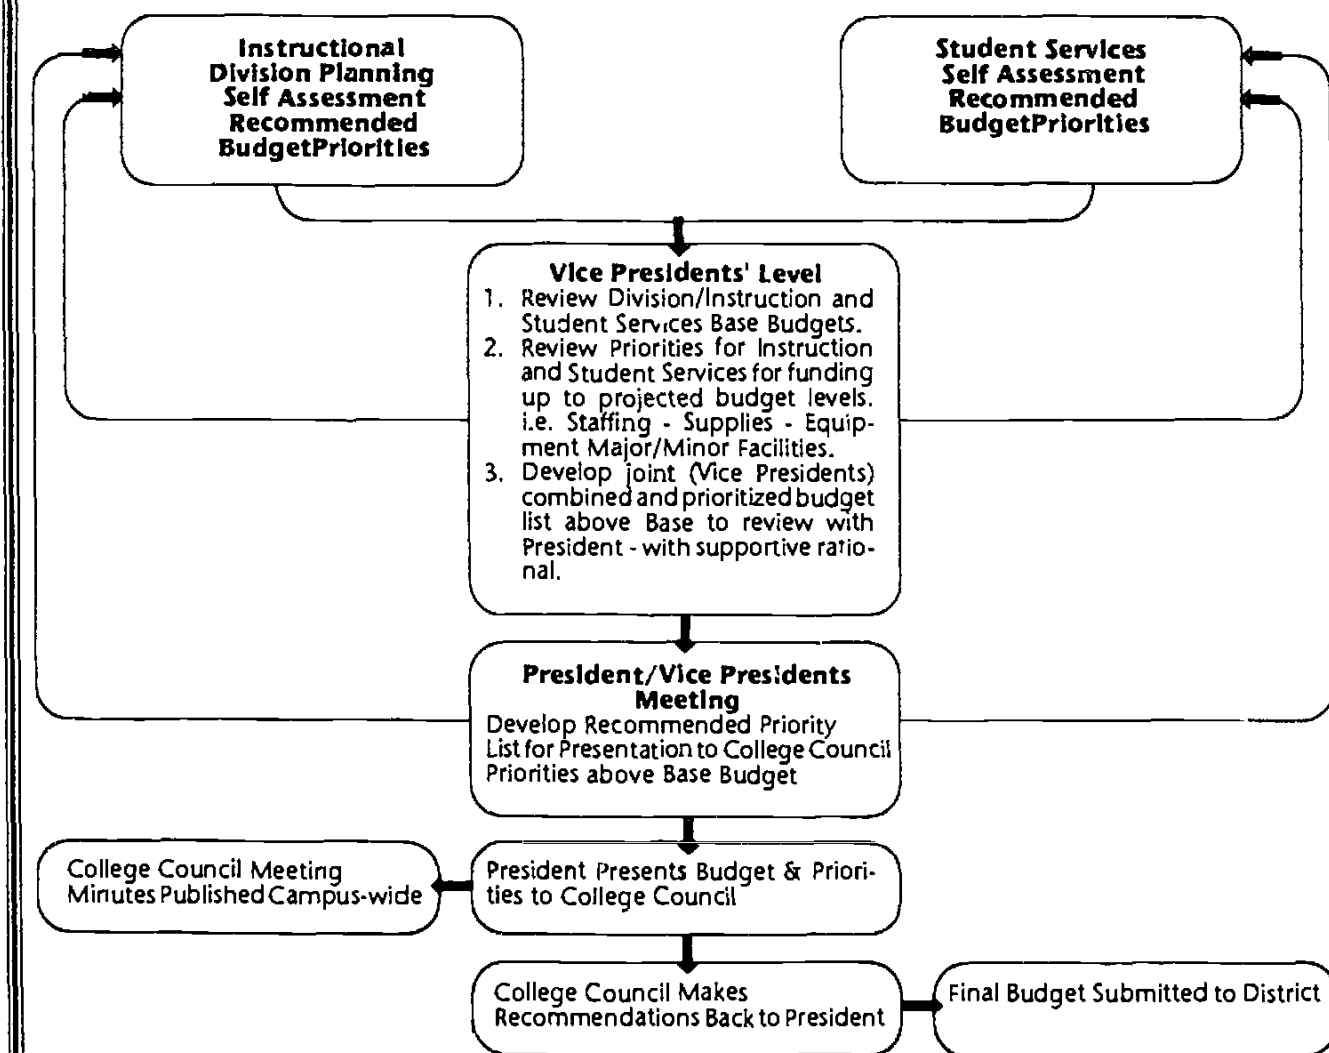 Instructional
Division Planning
Self Assessment
Recommended
BudgetPriorities
Student Services
Self Assessment
Recommended
BudgetPriorities
Vice Presidents' Level
1. Review Division/Instruction and
Student Services Base Budgets.
2. Review Priorities for Instruction
and Student Services for funding
up to projected budget levels.
i.e. Staffing - Supplies - Equip-
ment Major/Minor Facilities.
3. Develop joint (Vice Presidents)
combined and prioritized budget
list above Base to review with
President - with supportive ratio-
nal.
President/Vice Presidents
Meeting
Develop Recommended Priority
List for Presentation to College Council
Priorities above Base Budget
College Council Meeting
Minutes Published Campus-wide
President Presents Budget & Priori-
ties to College Council
College Council Makes
Recommendations Back to President
Final Budget Submitted to District